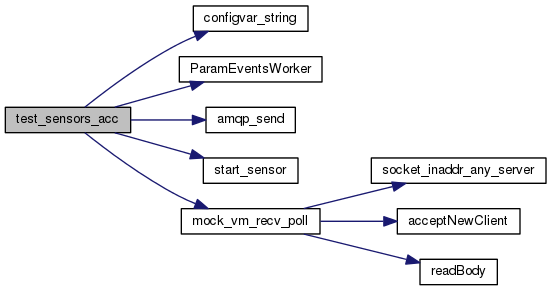 configvar_string
ParamEventsWorker
test_sensors_acc
amqp_send
start_sensor
socket_inaddr_any_server
mock_vm_recv_poll
acceptNewClient
readBody